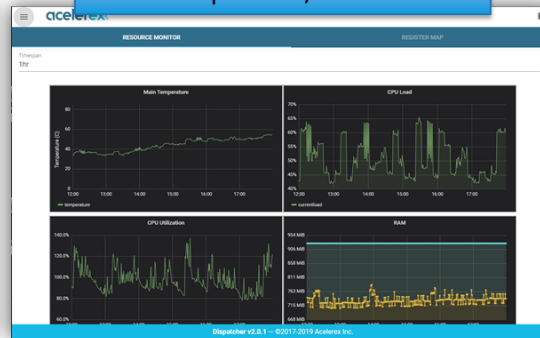 acelerex
RESOURCE MONITOR
REGISTER MAP
Timespan
1hr
Main Temperature
Temperature (C)
80
60
40
20
0
12:00 13:00 14:00 15:00 16:00 17:00
temperature
CPU Load
70%
65%
60%
55%
50%
45%
40%
12:00 13:00 14:00 15:00 16:00 17:00
currentload
CPU Utilization
140.0%
120.0%
100.0%
80.0%
60.0%
RAM
954 MiB
906 MiB
858 MiB
811 MiB
763 MiB
715 MiB
668 MiB
Dispatcher v2.0.1 -- ©2017-2019 Acelerex Inc.